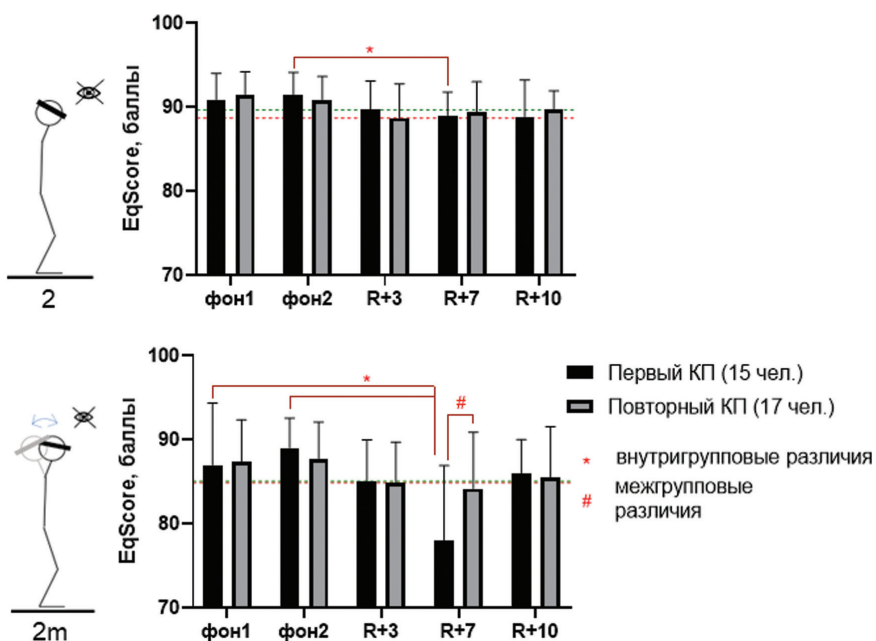 EqScore, баллы
100
90
80
70
*
фон1 фон2 R+3 R+7 R+10
2
EqScore, баллы
100
90
80
70
*
#
фон1 фон2 R+3 R+7 R+10
2m
Первый КП (15 чел.)
Повторный КП (17 чел.)
* внутригрупповые различия
# межгрупповые
различия